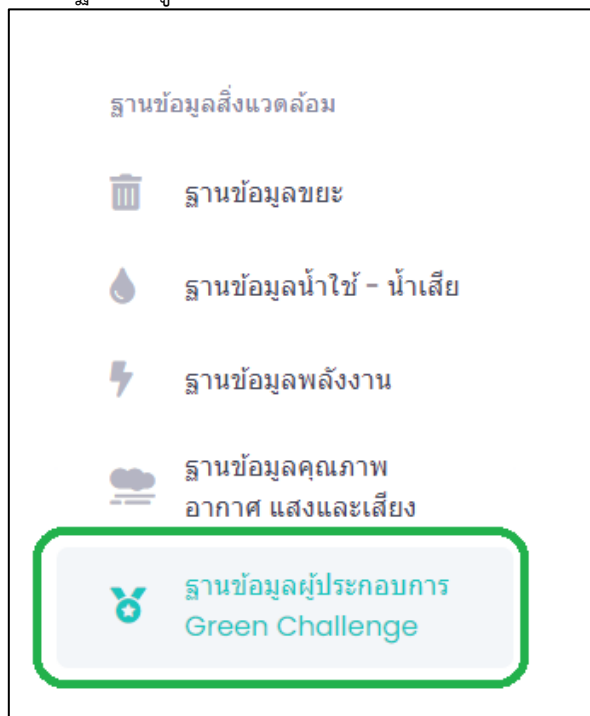 ฐานข้อมูลสิ่งแวดล้อม
ฐานข้อมูลขยะ
ฐานข้อมูลน้ำใช้ - น้ำเสีย
ฐานข้อมูลพลังงาน
ฐานข้อมูลคุณภาพ
อากาศ แสงและเสียง
ฐานข้อมูลผู้ประกอบการ
Green Challenge